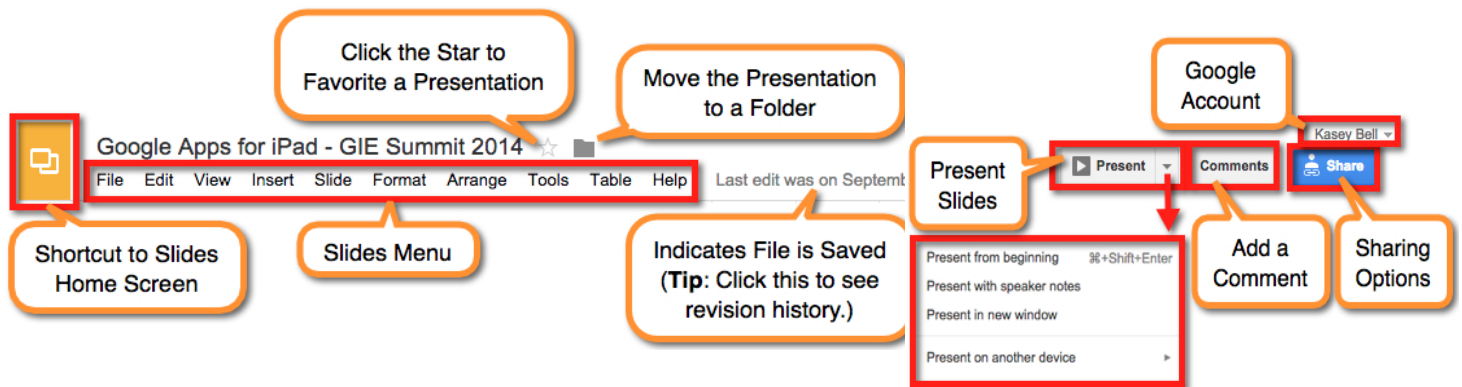 Click the Star to
Favorite a Presentation
Move the Presentation
to a Folder
Google
Account
Google Apps for iPad - GIE Summit 2014
Kasey Bell
File Edit View Insert Slide Format Arrange Tools Table Help
Last edit was on Septemb
Present
Slides
Present
Comments
Share
Shortcut to Slides
Home Screen
Slides Menu
Indicates File is Saved
(Tip: Click this to see
revision history.)
Present from beginning ⌘+Shift+Enter
Present with speaker notes
Present in new window
Present on another device
Add a
Comment
Sharing
Options